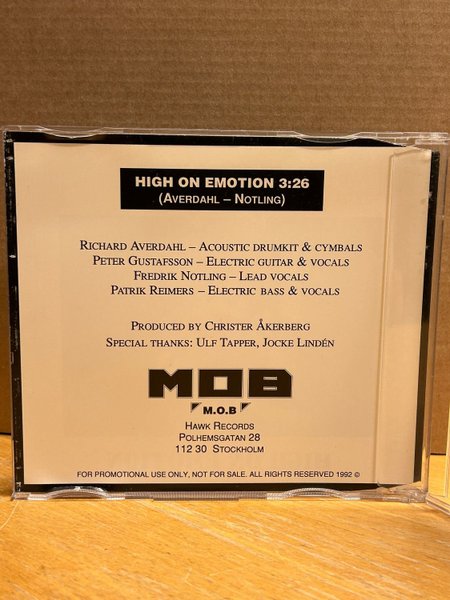 HIGH ON EMOTION 3:26
(AVERDAHL – NOTLING)
RICHARD AVERDAHL – ACOUSTIC DRUMKIT & CYMBALS
PETER GUSTAFSSON – ELECTRIC GUITAR & VOCALS
FREDRIK NOTLING – LEAD VOCALS
PATRIK REIMERS – ELECTRIC BASS & VOCALS
PRODUCED BY CHRISTER ÅKERBERG
SPECIAL THANKS: ULF TAPPER, JOCKE LINDÉN
MOB
M.O.B
HAWK RECORDS
POLHEMSGATAN 28
112 30 STOCKHOLM
FOR PROMOTIONAL USE ONLY, NOT FOR SALE. ALL RIGHTS RESERVED 1992 ©